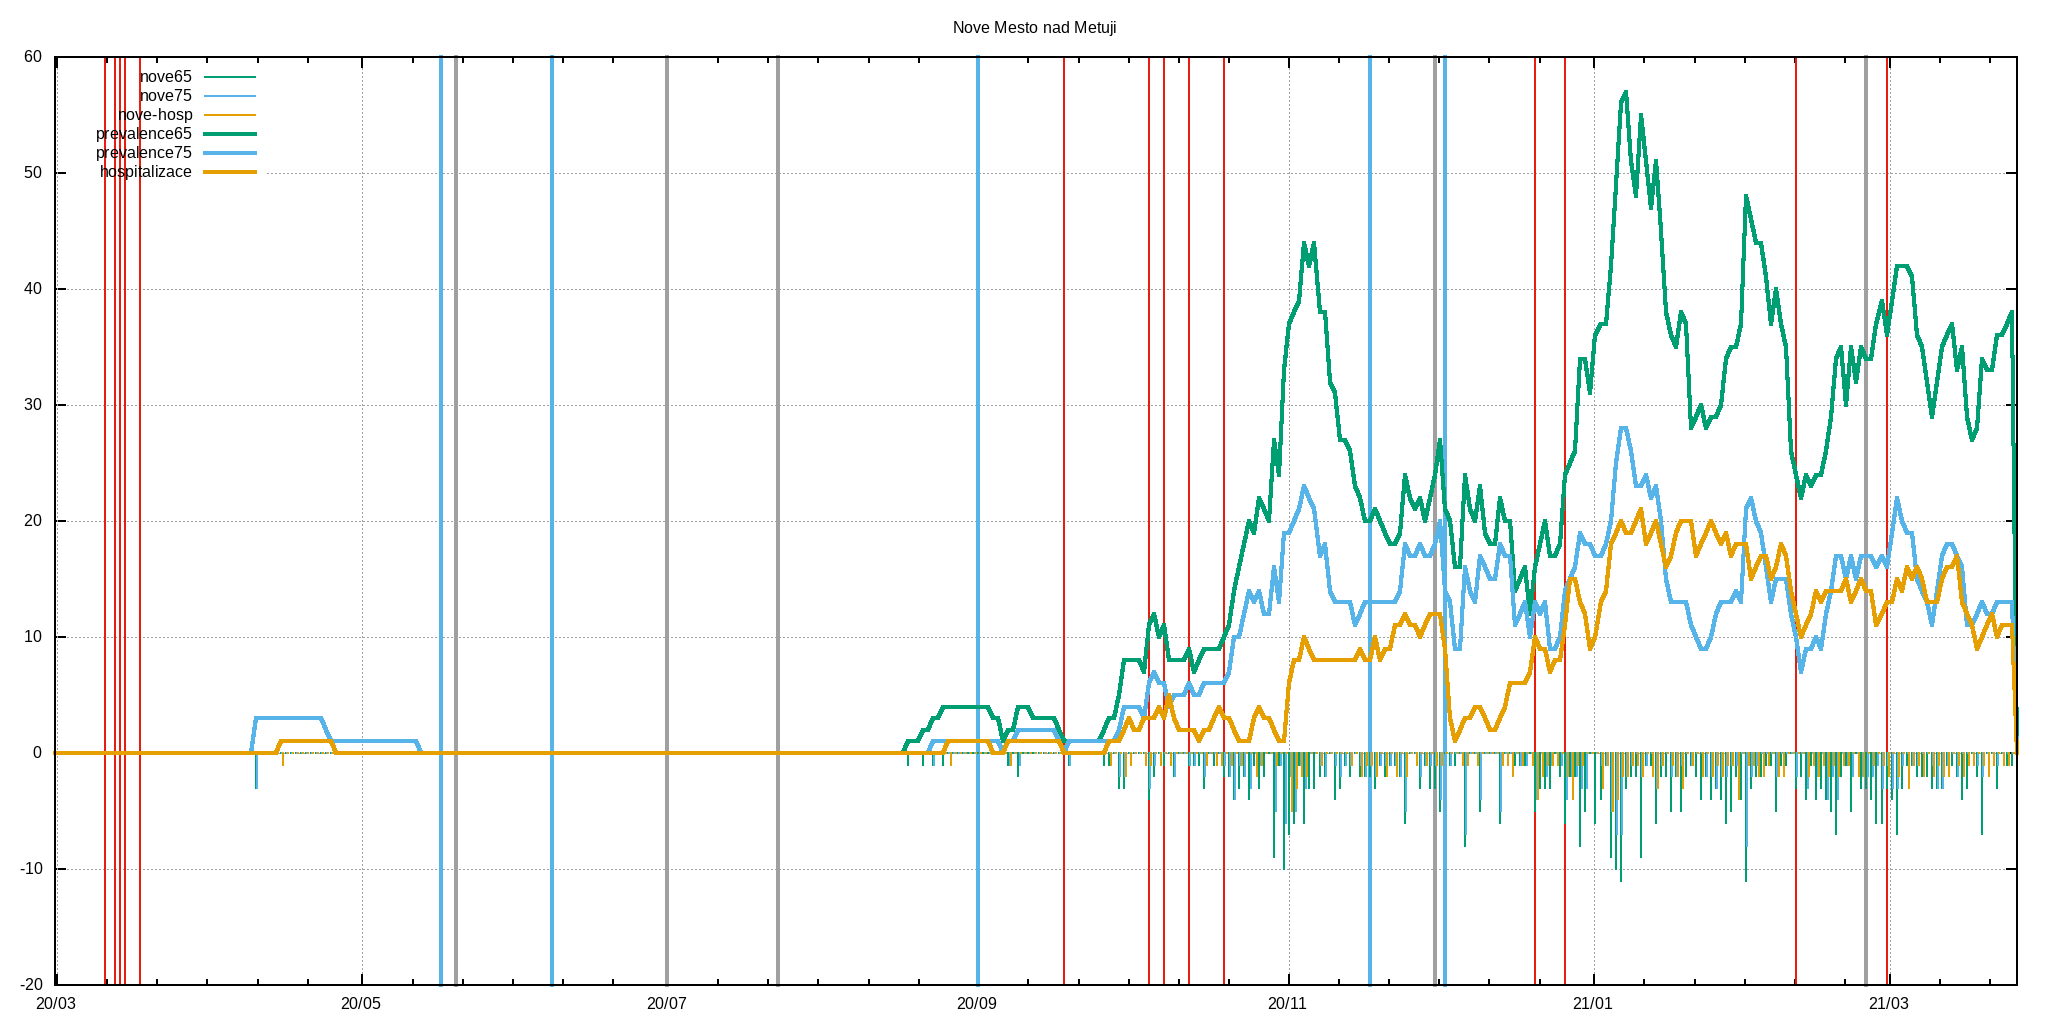 Nove Mesto nad Metuji
60
50
40
30
20
10
0
-10
-20
nove65
nove75
nove-hosp
prevalence65
prevalence75
hospitalizace
20/03 20/05 20/07 20/09 20/11 21/01 21/03